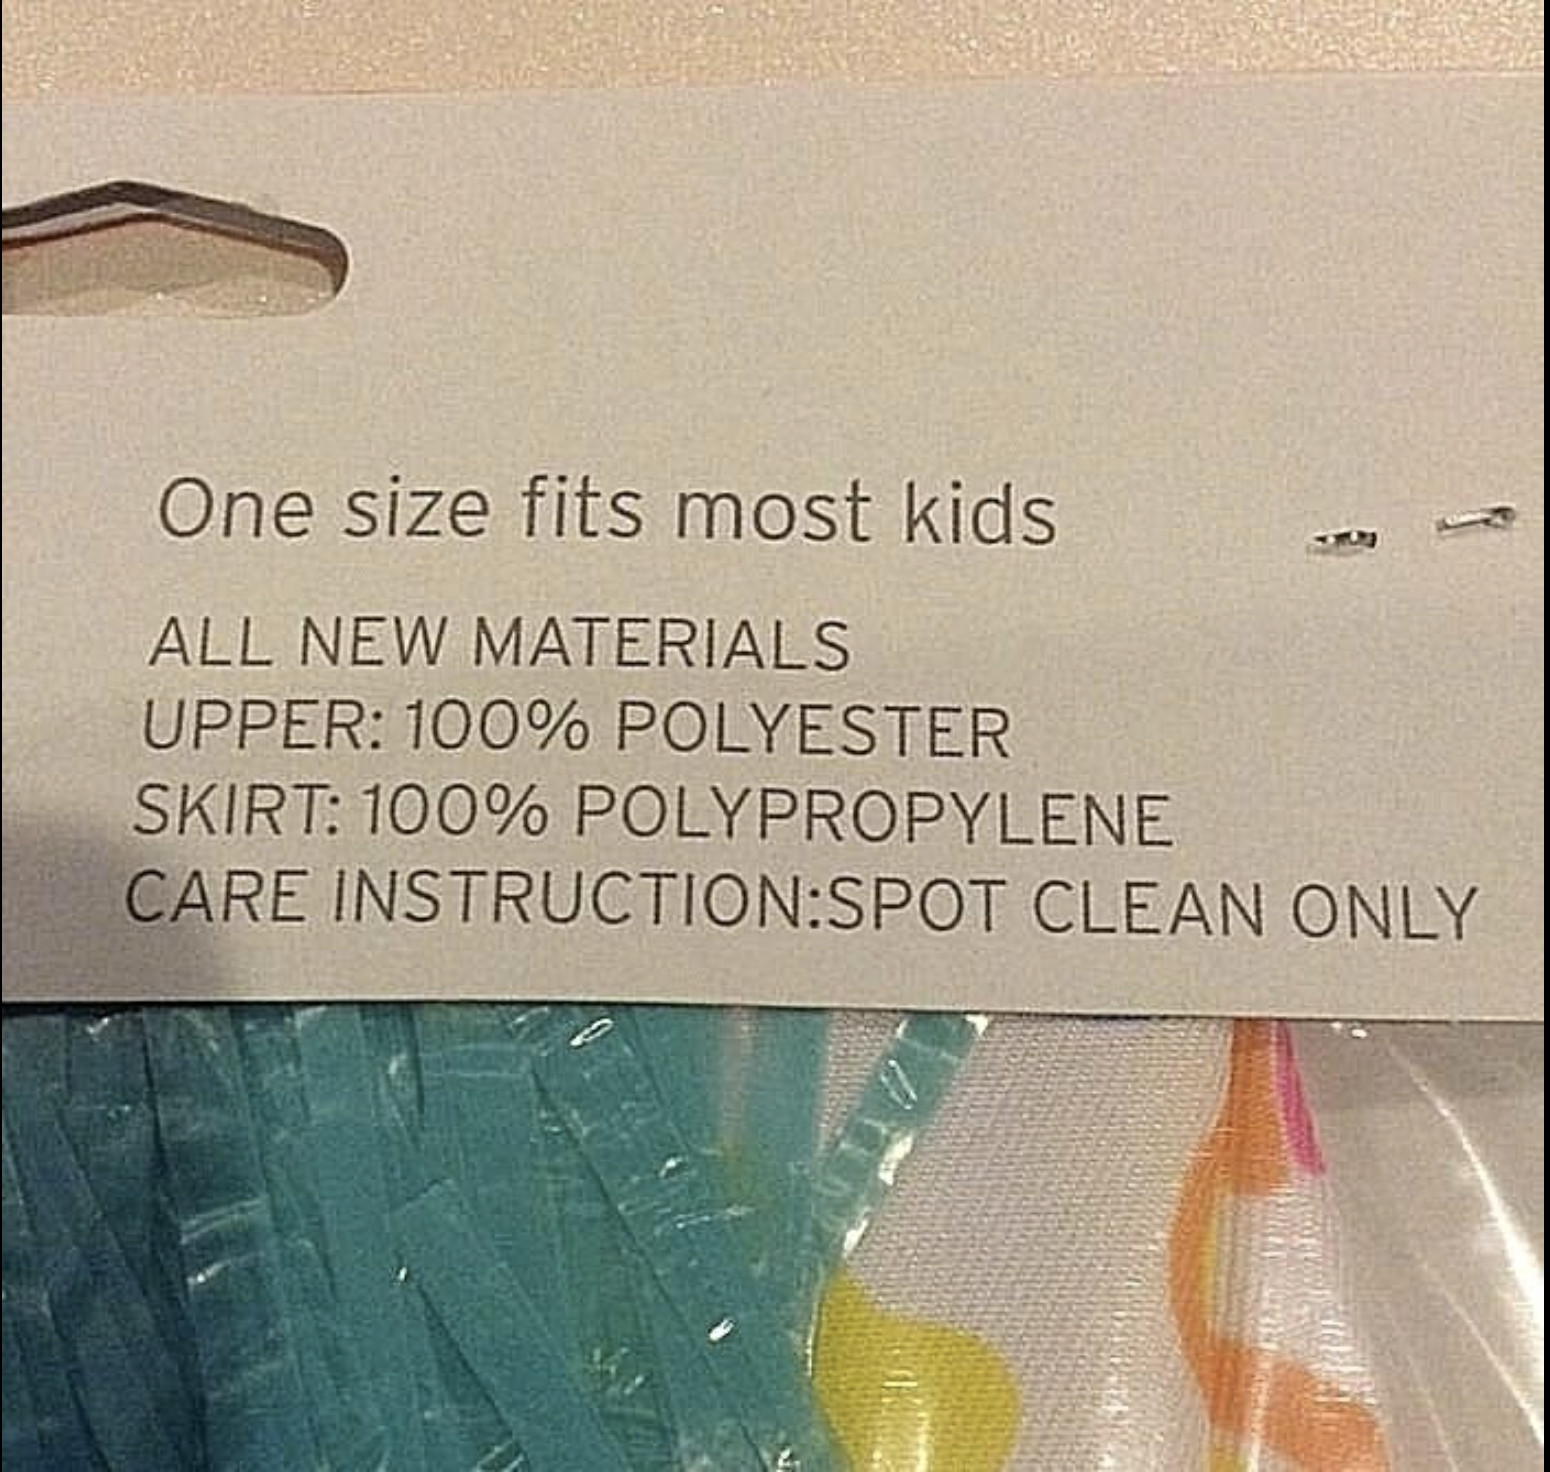 One size fits most kids
ALL NEW MATERIALS
UPPER: 100% POLYESTER
SKIRT: 100% POLYPROPYLENE
CARE INSTRUCTION:SPOT CLEAN ONLY